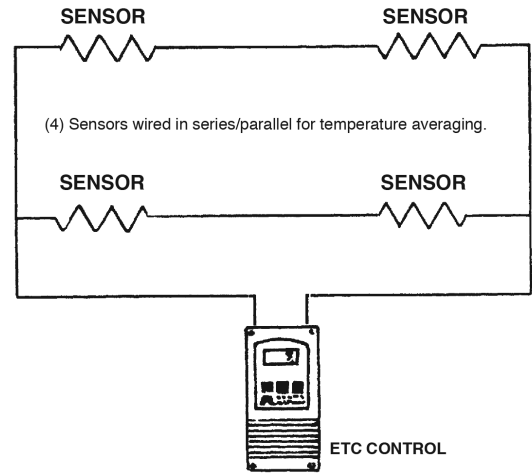 SENSOR SENSOR
(4) Sensors wired in series/parallel for temperature averaging.
SENSOR SENSOR
ETC CONTROL